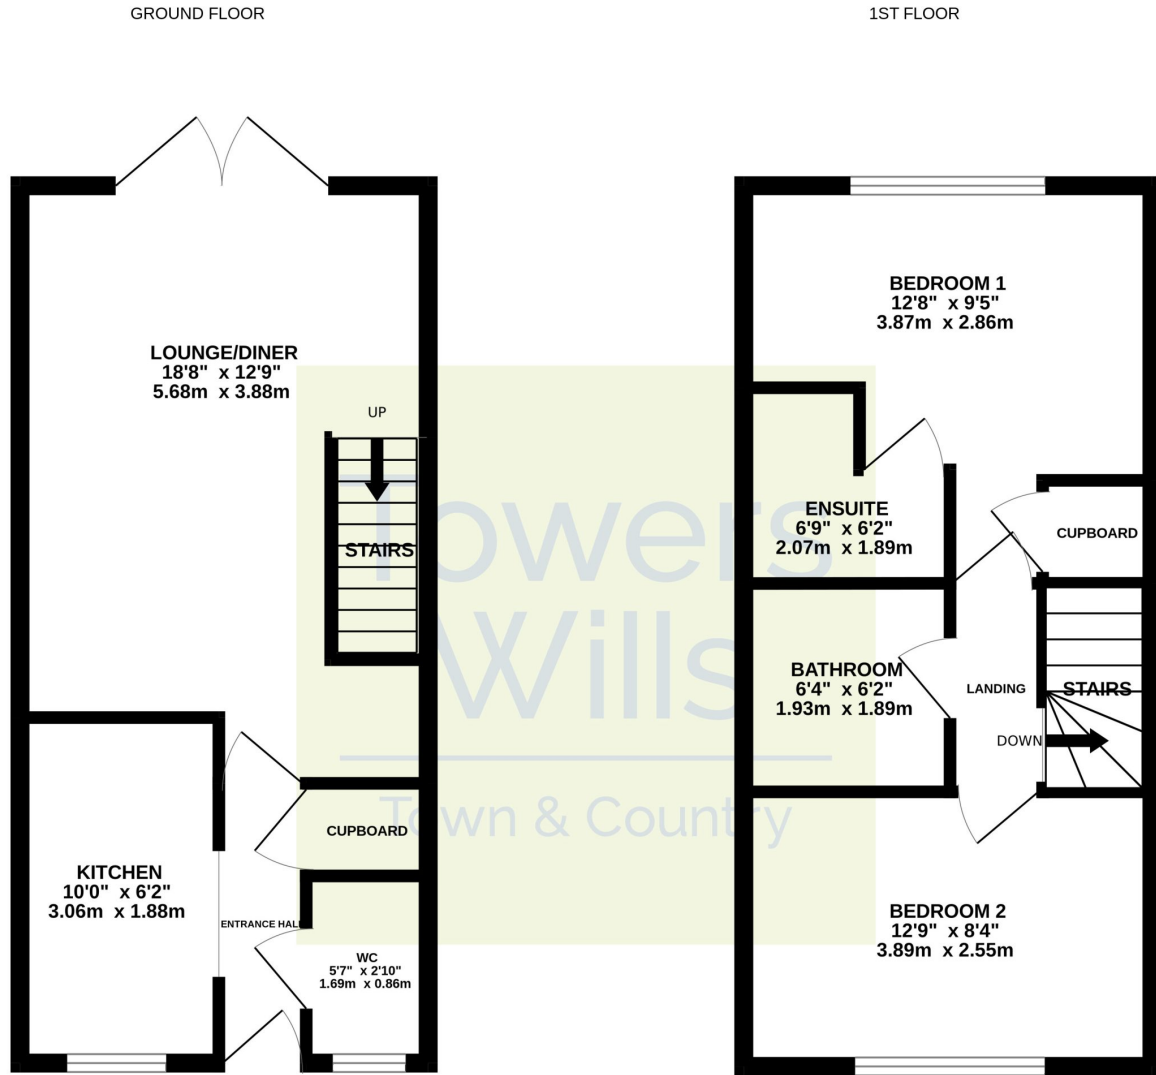 GROUND FLOOR
1ST FLOOR
LOUNGE/DINER
18'8" x 12'9"
5.68m x 3.88m
UP
STAIRS
KITCHEN
10'0" x 6'2"
3.06m x 1.88m
ENTRANCE HALL
CUPBOARD
WC
5'7" x 2'10"
1.69m x 0.86m
BEDROOM 1
12'8" x 9'5"
3.87m x 2.86m
ENSUITE
6'9" x 6'2"
2.07m x 1.89m
CUPBOARD
BATHROOM
6'4" x 6'2"
1.93m x 1.89m
LANDING
STAIRS
DOWN
BEDROOM 2
12'9" x 8'4"
3.89m x 2.55m
Towers
Wills
Town & Country